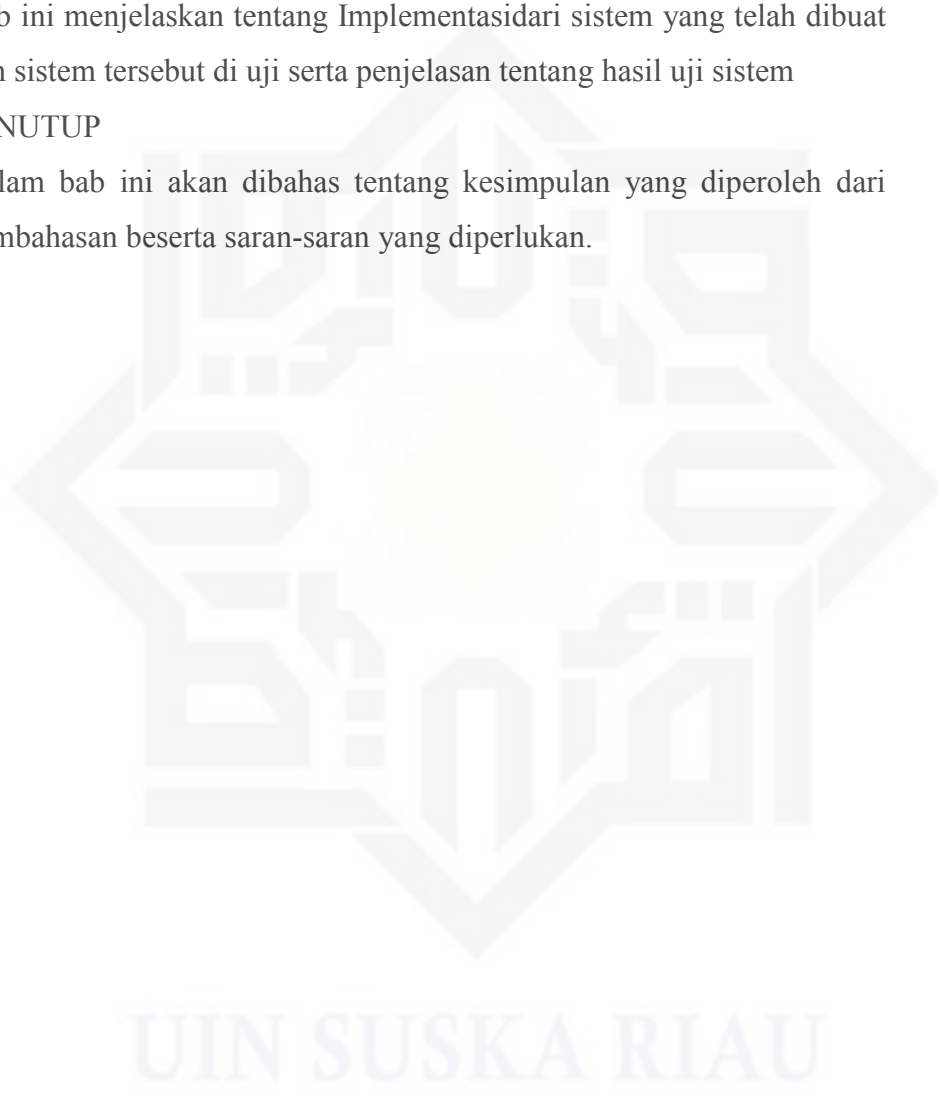 b ini menjelaskan tentang Implementasidari sistem yang telah dibuat
n sistem tersebut di uji serta penjelasan tentang hasil uji sistem
NUTUP
lam bab ini akan dibahas tentang kesimpulan yang diperoleh dari
mbahasan beserta saran-saran yang diperlukan.
UIN SUSKA RIAU